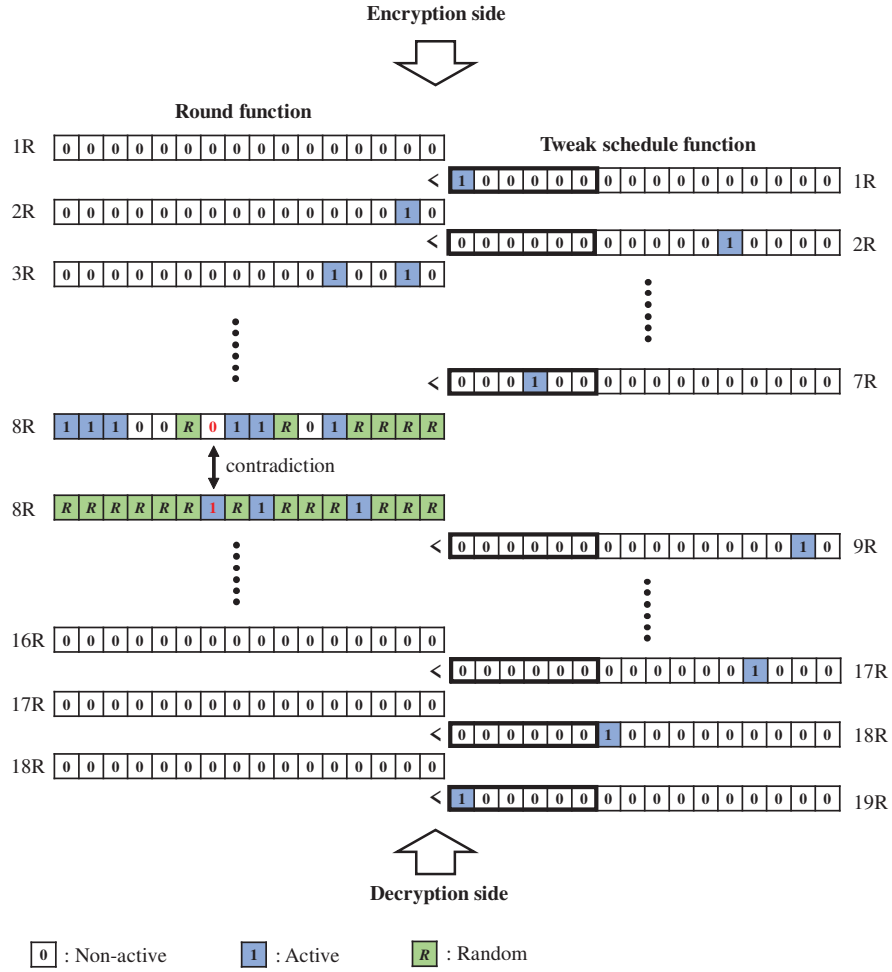 Encryption side
Round function
Tweak schedule function
1R 0 0 0 0 0 0 0 0 0 0 0 0 0 0 0 0
< 1 0 0 0 0 0 0 0 0 0 0 0 0 0 0 0 1R
2R 0 0 0 0 0 0 0 0 0 0 0 0 0 0 1 0
< 0 0 0 0 0 0 0 0 0 0 0 1 0 0 0 0 2R
3R 0 0 0 0 0 0 0 0 0 0 0 1 0 0 1 0
< 0 0 0 1 0 0 0 0 0 0 0 0 0 0 0 0 7R
8R 1 1 1 0 0 R 0 1 1 R 0 1 R R R R
contradiction
8R R R R R R R 1 R 1 R R R 1 R R R
< 0 0 0 0 0 0 0 0 0 0 0 0 0 0 1 0 9R
16R 0 0 0 0 0 0 0 0 0 0 0 0 0 0 0 0
< 0 0 0 0 0 0 0 0 0 0 0 0 1 0 0 0 17R
17R 0 0 0 0 0 0 0 0 0 0 0 0 0 0 0 0
< 0 0 0 0 0 0 1 0 0 0 0 0 0 0 0 0 18R
18R 0 0 0 0 0 0 0 0 0 0 0 0 0 0 0 0
< 1 0 0 0 0 0 0 0 0 0 0 0 0 0 0 0 19R
Decryption side
0 : Non-active 1 : Active R : Random